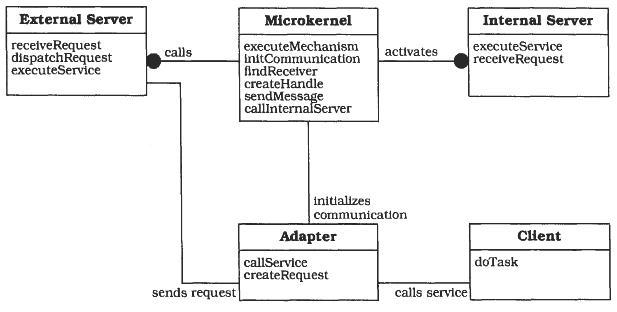 External Server
receiveRequest
dispatchRequest
executeService
calls
Microkernel
executeMechanism
initCommunication
findReceiver
createHandle
sendMessage
callInternalServer
activates
Internal Server
executeService
receiveRequest
initializes
communication
Adapter
callService
createRequest
sends request
calls service
Client
doTask